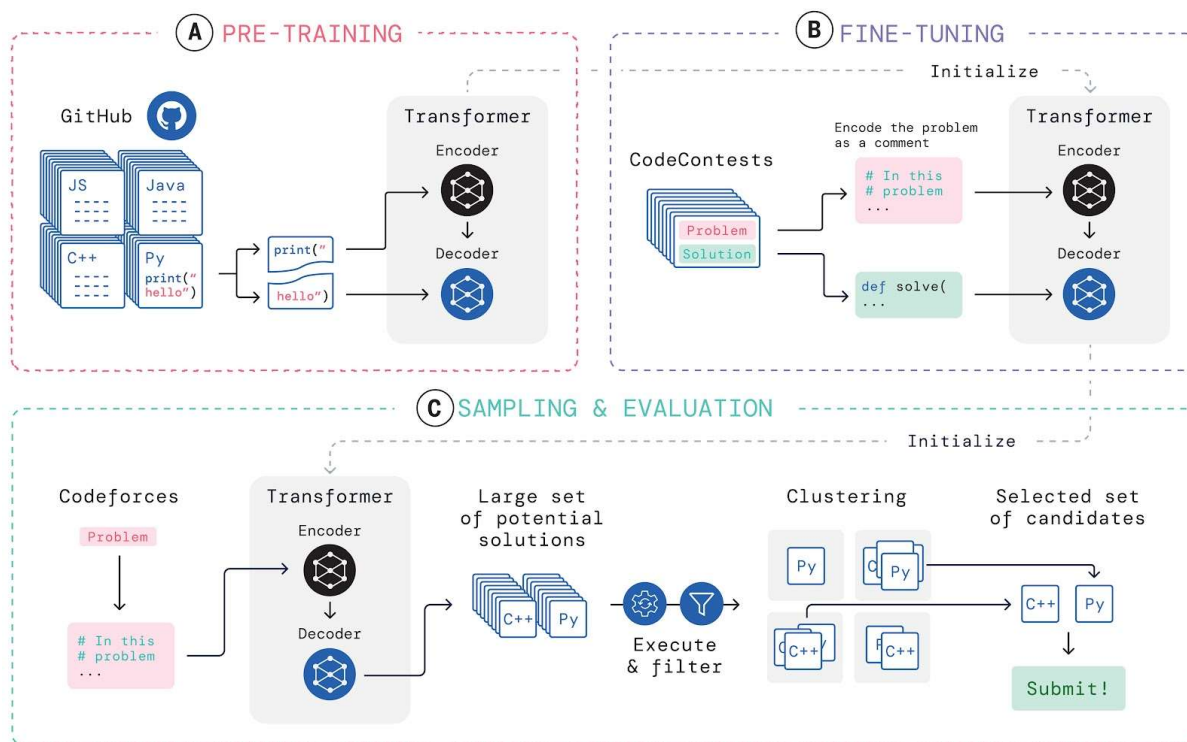 A PRE-TRAINING
GitHub
JS
Java
C++
Py
print("
hello")
print("
hello")
Transformer
Encoder
Decoder
B FINE-TUNING
Initialize
CodeContests
Problem
Solution
Encode the problem
as a comment
# In this
# problem
...
def solve(
...
Transformer
Encoder
Decoder
C SAMPLING & EVALUATION
Initialize
Codeforces
Problem
# In this
# problem
...
Transformer
Encoder
Decoder
Large set
of potential
solutions
C++
Py
Execute
& filter
Clustering
Py
C
Py
C
C++
y
P
C++
Selected set
of candidates
C++
Py
Submit!